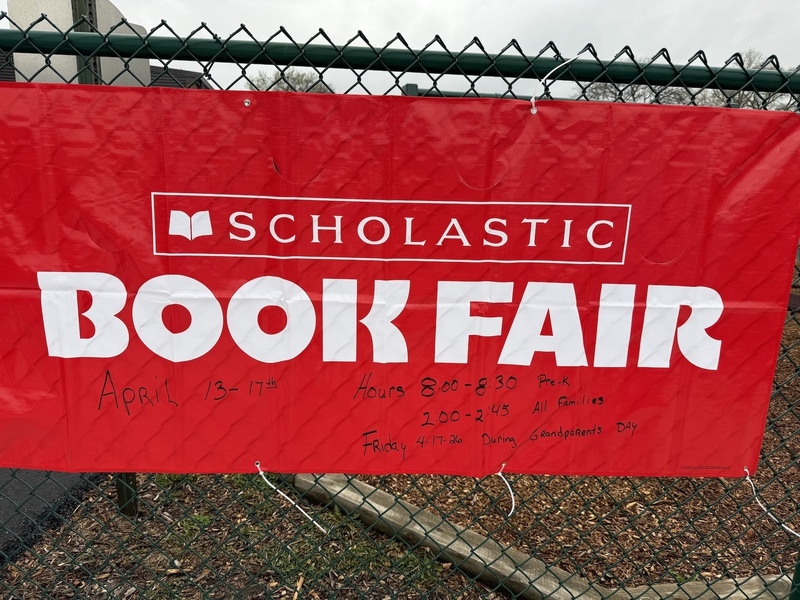 SCHOLASTIC
BOOK FAIR
April 13-17th Hours 8:00-8:30 Pre-K
2:00-2:45 All Families
Friday 4-17-26 During Grandparents DAY